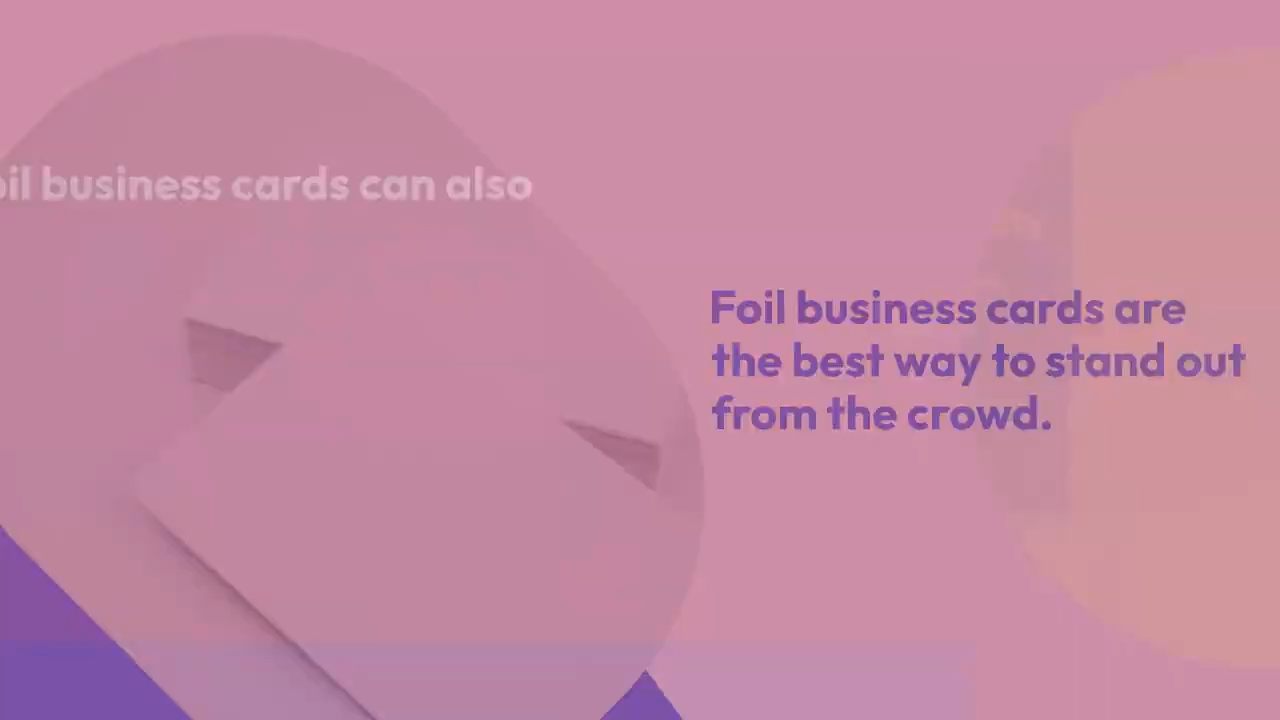 oil business cards can also
Foil business cards are
the best way to stand out
from the crowd.